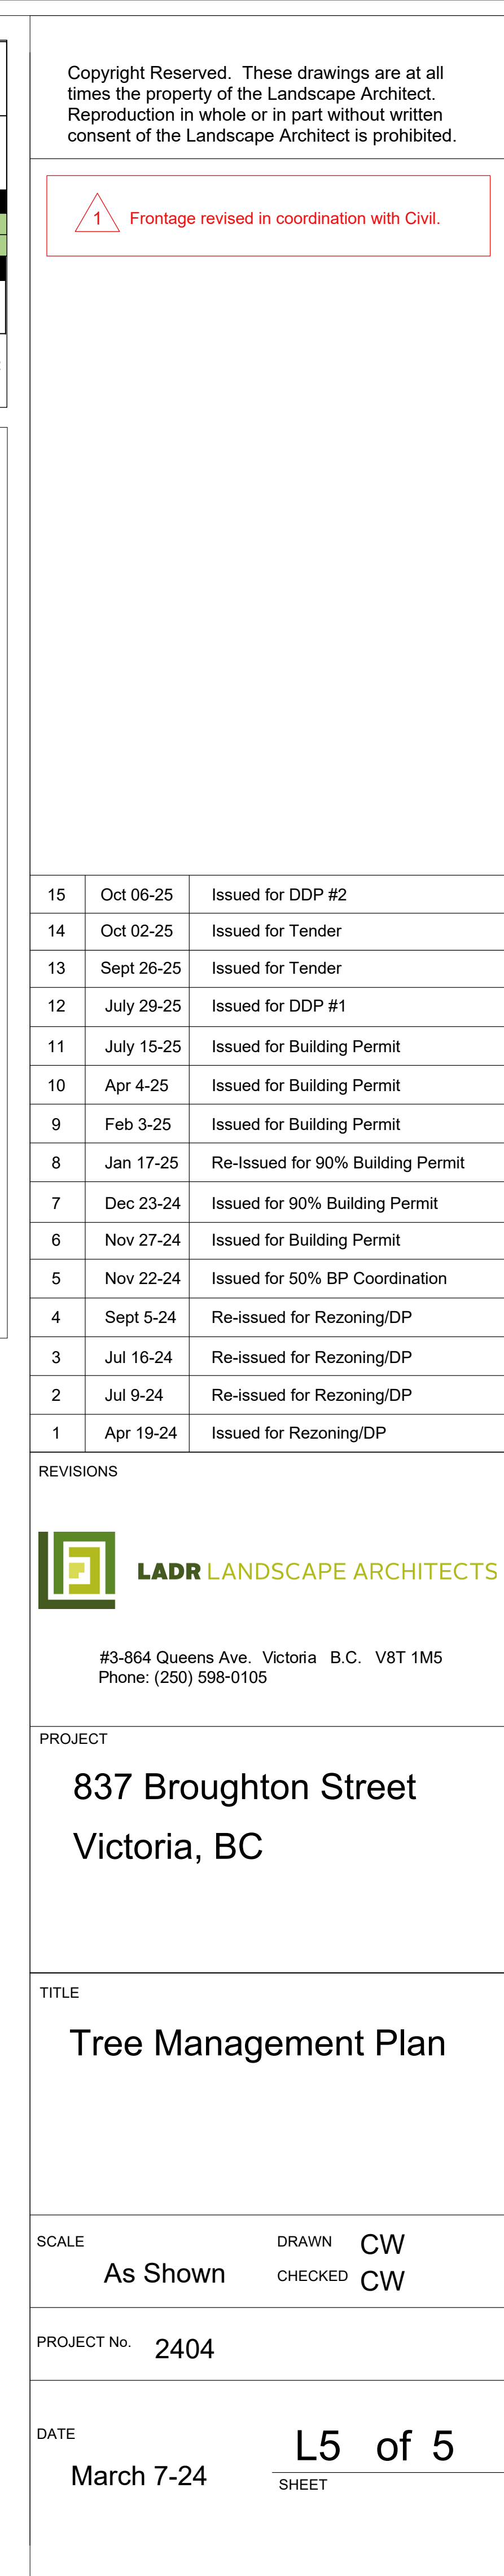 Copyright Reserved. These drawings are at all
times the property of the Landscape Architect.
Reproduction in whole or in part without written
consent of the Landscape Architect is prohibited.
1 Frontage revised in coordination with Civil.
15 Oct 06-25 Issued for DDP #2
14 Oct 02-25 Issued for Tender
13 Sept 26-25 Issued for Tender
12 July 29-25 Issued for DDP #1
11 July 15-25 Issued for Building Permit
10 Apr 4-25 Issued for Building Permit
9 Feb 3-25 Issued for Building Permit
8 Jan 17-25 Re-Issued for 90% Building Permit
7 Dec 23-24 Issued for 90% Building Permit
6 Nov 27-24 Issued for Building Permit
5 Nov 22-24 Issued for 50% BP Coordination
4 Sept 5-24 Re-issued for Rezoning/DP
3 Jul 16-24 Re-issued for Rezoning/DP
2 Jul 9-24 Re-issued for Rezoning/DP
1 Apr 19-24 Issued for Rezoning/DP
REVISIONS
LADR LANDSCAPE ARCHITECTS
#3-864 Queens Ave. Victoria B.C. V8T 1M5
Phone: (250) 598-0105
PROJECT
837 Broughton Street
Victoria, BC
TITLE
Tree Management Plan
SCALE
As Shown
DRAWN CW
CHECKED CW
PROJECT No. 2404
DATE
March 7-24
L5 of 5
SHEET